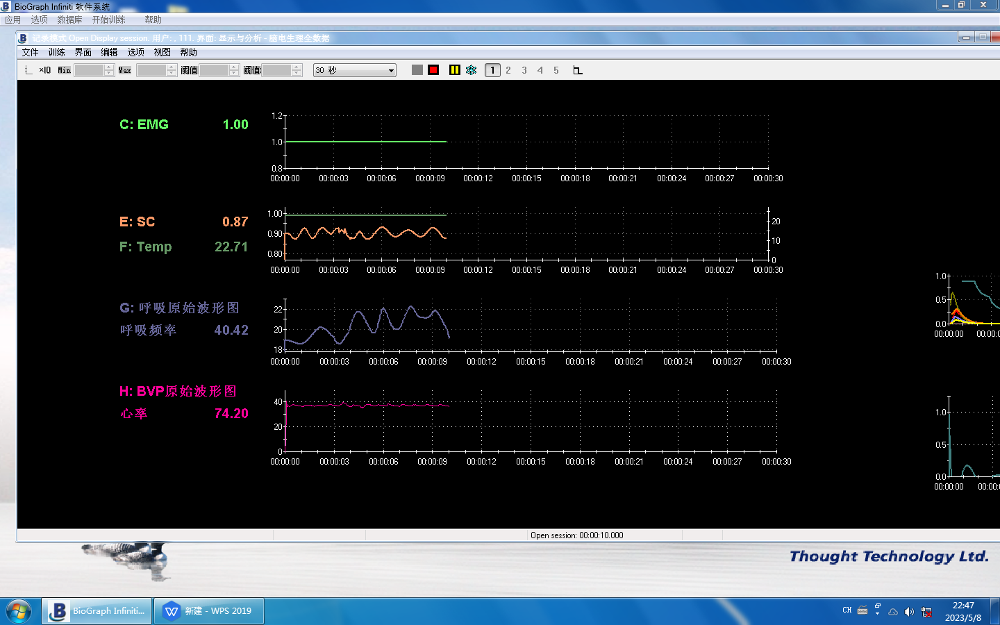 BioGraph Infiniti 软件系统
应用 选项 数据库 开始训练 帮助
记录模式 Open Display session. 用户: , 111. 界面: 显示与分析 - 脑电生理全数据
文件 训练 界面 编辑 选项 视图 帮助
×10 Min Max 阈值 阈值 30 秒 1 2 3 4 5
C: EMG 1.00
1.2
1.0
0.8
00:00:00 00:00:03 00:00:06 00:00:09 00:00:12 00:00:15 00:00:18 00:00:21 00:00:24 00:00:27 00:00:30
E: SC 0.87
F: Temp 22.71
1.00
0.90
0.80
20
10
0
00:00:00 00:00:03 00:00:06 00:00:09 00:00:12 00:00:15 00:00:18 00:00:21 00:00:24 00:00:27 00:00:30
G: 呼吸原始波形图
呼吸频率 40.42
22
20
18
00:00:00 00:00:03 00:00:06 00:00:09 00:00:12 00:00:15 00:00:18 00:00:21 00:00:24 00:00:27 00:00:30
1.0
0.5
0.0
00:00:00 00:00:0
H: BVP原始波形图
心率 74.20
40
20
0
00:00:00 00:00:03 00:00:06 00:00:09 00:00:12 00:00:15 00:00:18 00:00:21 00:00:24 00:00:27 00:00:30
1.0
0.5
0.0
00:00:00 00:00:
Open session: 00:00:10.000
Thought Technology Ltd.
BioGraph Infiniti...
新建 - WPS 2019
CH
22:47
2023/5/8